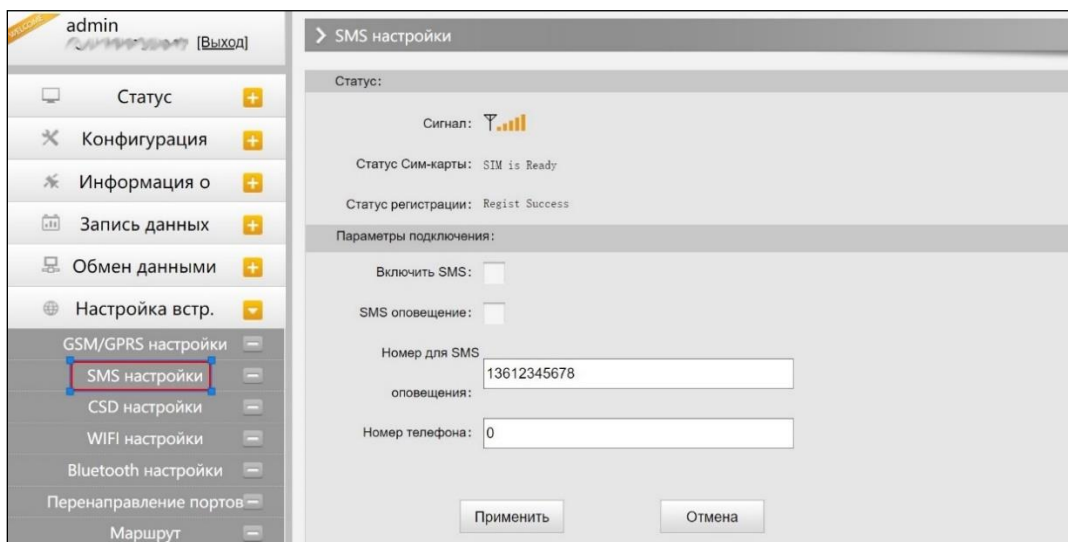 WELCOME
admin
[Выход]
Статус
Конфигурация
Информация о
Запись данных
Обмен данными
Настройка встр.
GSM/GPRS настройки
SMS настройки
CSD настройки
WIFI настройки
Bluetooth настройки
Перенаправление портов
Маршрут
SMS настройки
Статус:
Сигнал:
Статус Сим-карты: SIM is Ready
Статус регистрации: Regist Success
Параметры подключения:
Включить SMS:
SMS оповещение:
Номер для SMS
оповещения: 13612345678
Номер телефона: 0
Применить Отмена